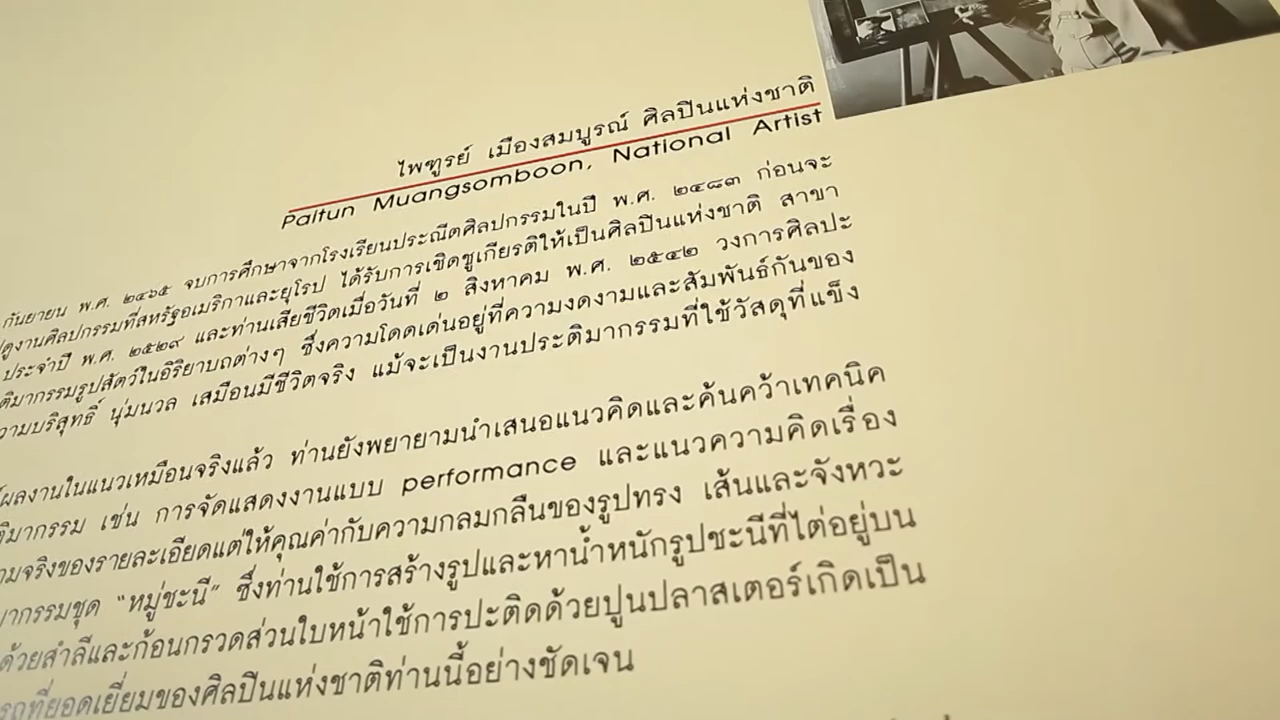 ไพฑูรย์ เมืองสมบูรณ์ ศิลปินแห่งชาติ
Paitun Muangsomboon, National Artist
กันยายน พ.ศ. ๒๔๖๕ จบการศึกษาจากโรงเรียนประณีตศิลปกรรมในปี พ.ศ. ๒๔๘๓ ก่อนจะ
ดูงานศิลปกรรมที่สหรัฐอเมริกาและยุโรป ได้รับการเชิดชูเกียรติให้เป็นศิลปินแห่งชาติ สาขา
ประจำปี พ.ศ. ๒๕๒๙ และท่านเสียชีวิตเมื่อวันที่ ๒ สิงหาคม พ.ศ. ๒๕๔๒ วงการศิลปะ
ติมากรรมรูปสัตว์ในอิริยาบถต่างๆ ซึ่งความโดดเด่นอยู่ที่ความงดงามและสัมพันธ์กันของ
วามบริสุทธิ์ นุ่มนวล เสมือนมีชีวิตจริง แม้จะเป็นงานประติมากรรมที่ใช้วัสดุที่แข็ง
ผลงานในแนวเหมือนจริงแล้ว ท่านยังพยายามนำเสนอแนวคิดและค้นคว้าเทคนิค
ติมากรรม เช่น การจัดแสดงงานแบบ performance และแนวความคิดเรื่อง
ามจริงของรายละเอียดแต่ให้คุณค่ากับความกลมกลืนของรูปทรง เส้นและจังหวะ
มากรรมชุด “หมู่ชะนี” ซึ่งท่านใช้การสร้างรูปและหาน้ำหนักรูปชะนีที่ไต่อยู่บน
ด้วยสำลีและก้อนกรวดส่วนใบหน้าใช้การปะติดด้วยปูนปลาสเตอร์เกิดเป็น
รถที่ยอดเยี่ยมของศิลปินแห่งชาติท่านนี้อย่างชัดเจน